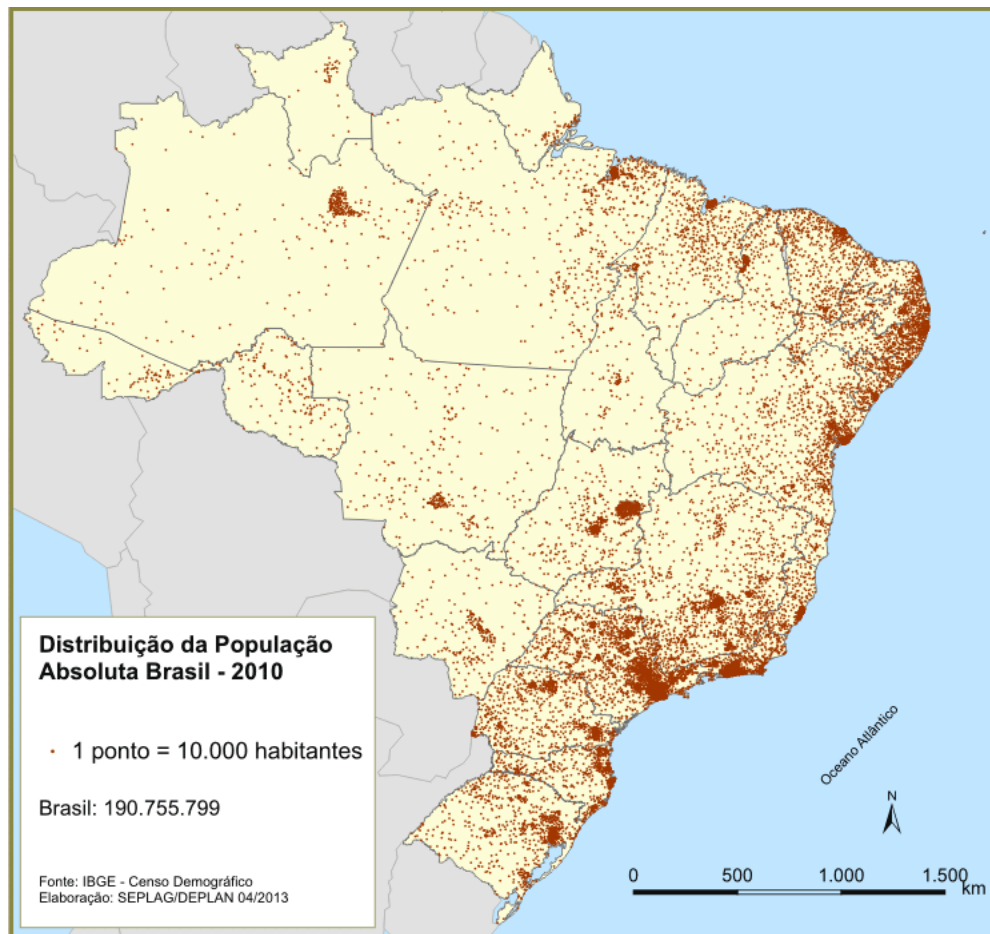 Distribuição da População
Absoluta Brasil - 2010
1 ponto = 10.000 habitantes
Brasil: 190.755.799
Fonte: IBGE - Censo Demográfico
Elaboração: SEPLAG/DEPLAN 04/2013
Oceano Atlântico
N
0 500 1.000 1.500
km